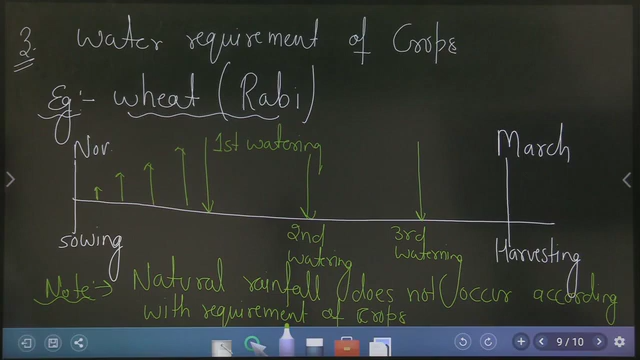 3. Water requirement of Crops
Eg:- wheat (Rabi)
Nov. 1st watering March
sowing 2nd watering 3rd watering Harvesting
Note:→ Natural rainfall does not occur according
with requirement of crops
9 / 10